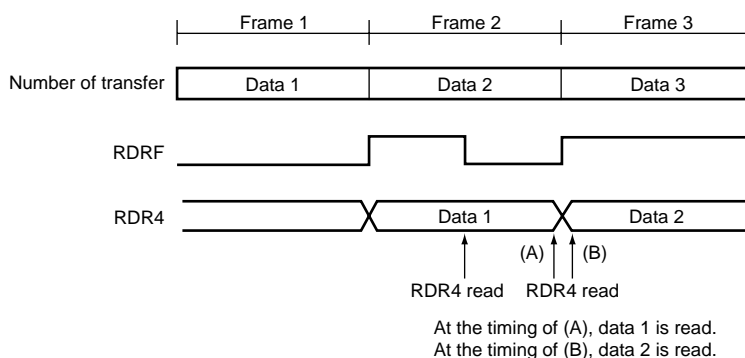 Frame 1 Frame 2 Frame 3
Number of transfer Data 1 Data 2 Data 3
RDRF
RDR4 Data 1 Data 2
(A) (B)
RDR4 read RDR4 read
At the timing of (A), data 1 is read.
At the timing of (B), data 2 is read.